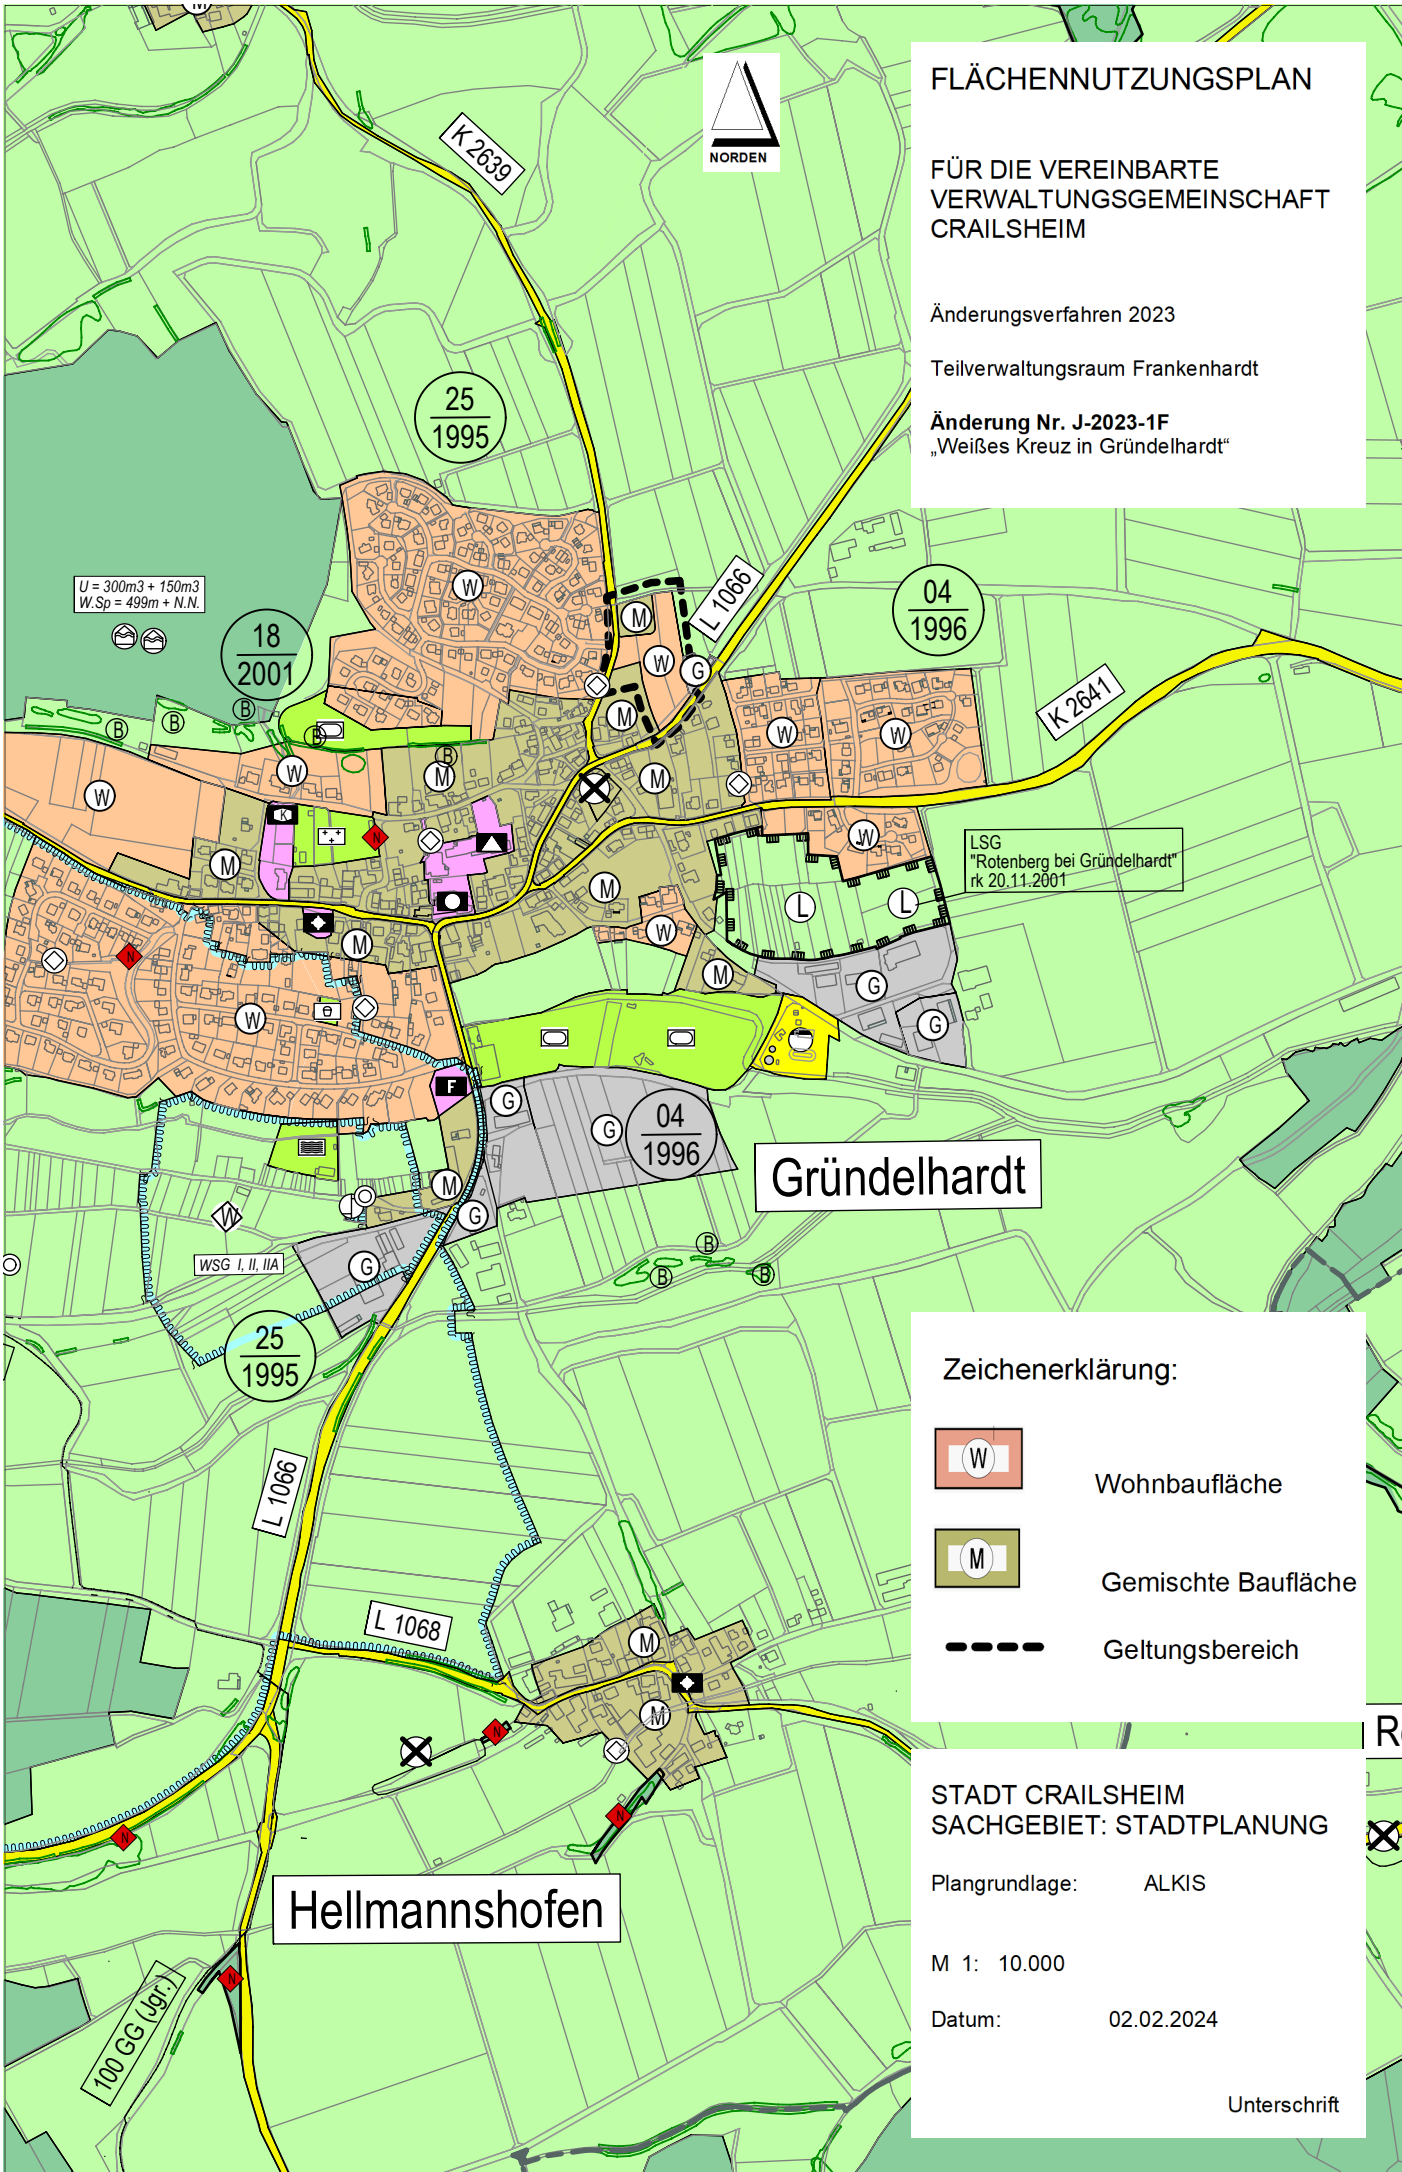 M
NORDEN
FLÄCHENNUTZUNGSPLAN
FÜR DIE VEREINBARTE
VERWALTUNGSGEMEINSCHAFT
CRAILSHEIM
Änderungsverfahren 2023
Teilverwaltungsraum Frankenhardt
Änderung Nr. J-2023-1F
„Weißes Kreuz in Gründelhardt“
K 2639
25
1995
W
U = 300m3 + 150m3
W.Sp = 499m + N.N.
18
2001
M
W
G
M
L 1066
04
1996
K 2641
B
B
B
B
B
W
W
M
M
W
W
W
K
N
M
W
LSG
"Rotenberg bei Gründelhardt"
rk 20.11.2001
M
L
L
W
M
M
N
W
G
G
F
G
G
04
1996
Gründelhardt
M
G
W
WSG I, II, IIA
G
B
B
B
25
1995
L 1066
L 1068
M
M
N
N
N
Hellmannshofen
N
100 GG (Jgr.)
Zeichenerklärung:
W
Wohnbaufläche
M
Gemischte Baufläche
Geltungsbereich
R
STADT CRAILSHEIM
SACHGEBIET: STADTPLANUNG
Plangrundlage: ALKIS
M 1: 10.000
Datum: 02.02.2024
Unterschrift